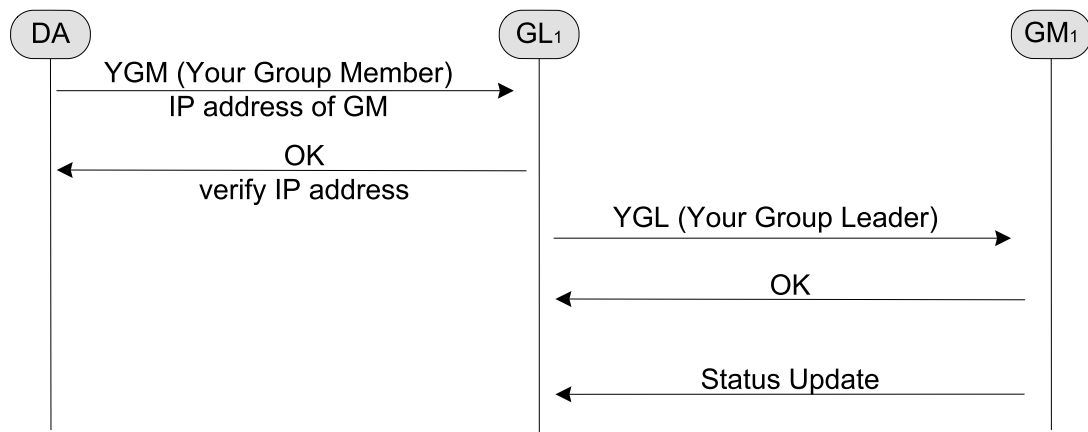 DA
GL1
GM1
YGM (Your Group Member)
IP address of GM
OK
verify IP address
YGL (Your Group Leader)
OK
Status Update